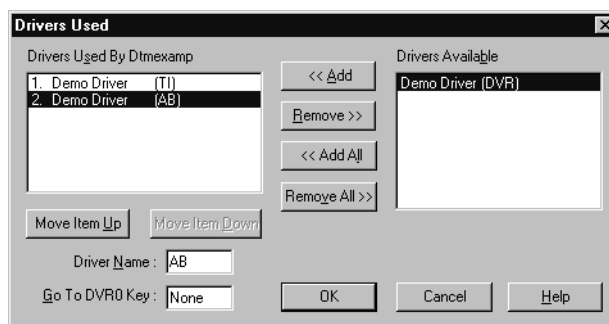 Drivers Used
Drivers Used By Dtmexamp
1. Demo Driver (TI)
2. Demo Driver (AB)
<< Add
Remove >>
<< Add All
Remove All >>
Drivers Available
Demo Driver (DVR)
Move Item Up
Move Item Down
Driver Name : AB
Go To DVR0 Key : None
OK
Cancel
Help